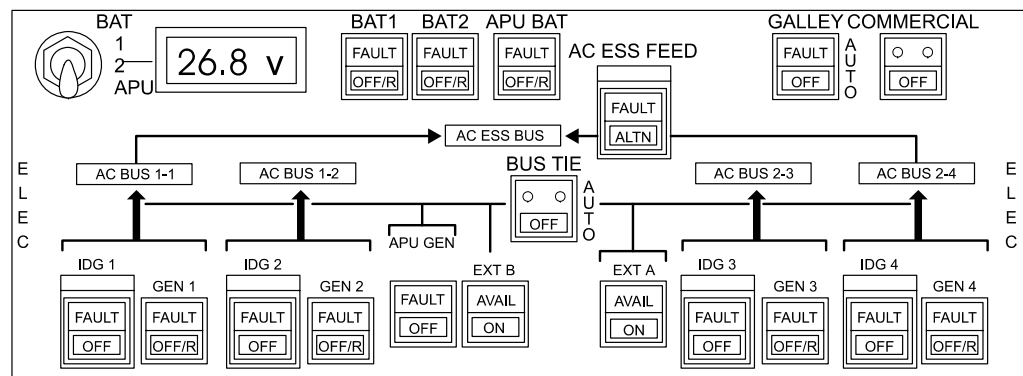 BAT
1
2
APU
26.8 v
BAT1
FAULT
OFF/R
BAT2
FAULT
OFF/R
APU BAT
FAULT
OFF/R
AC ESS FEED
FAULT
ALTN
GALLEY
FAULT
OFF
AUTO
COMMERCIAL
OFF
AC ESS BUS
ELEC
AC BUS 1-1
AC BUS 1-2
BUS TIE
OFF
AUTO
AC BUS 2-3
AC BUS 2-4
ELEC
IDG 1
FAULT
OFF
GEN 1
FAULT
OFF/R
IDG 2
FAULT
OFF
GEN 2
FAULT
OFF/R
APU GEN
FAULT
OFF
EXT B
AVAIL
ON
EXT A
AVAIL
ON
IDG 3
FAULT
OFF
GEN 3
FAULT
OFF/R
IDG 4
FAULT
OFF
GEN 4
FAULT
OFF/R